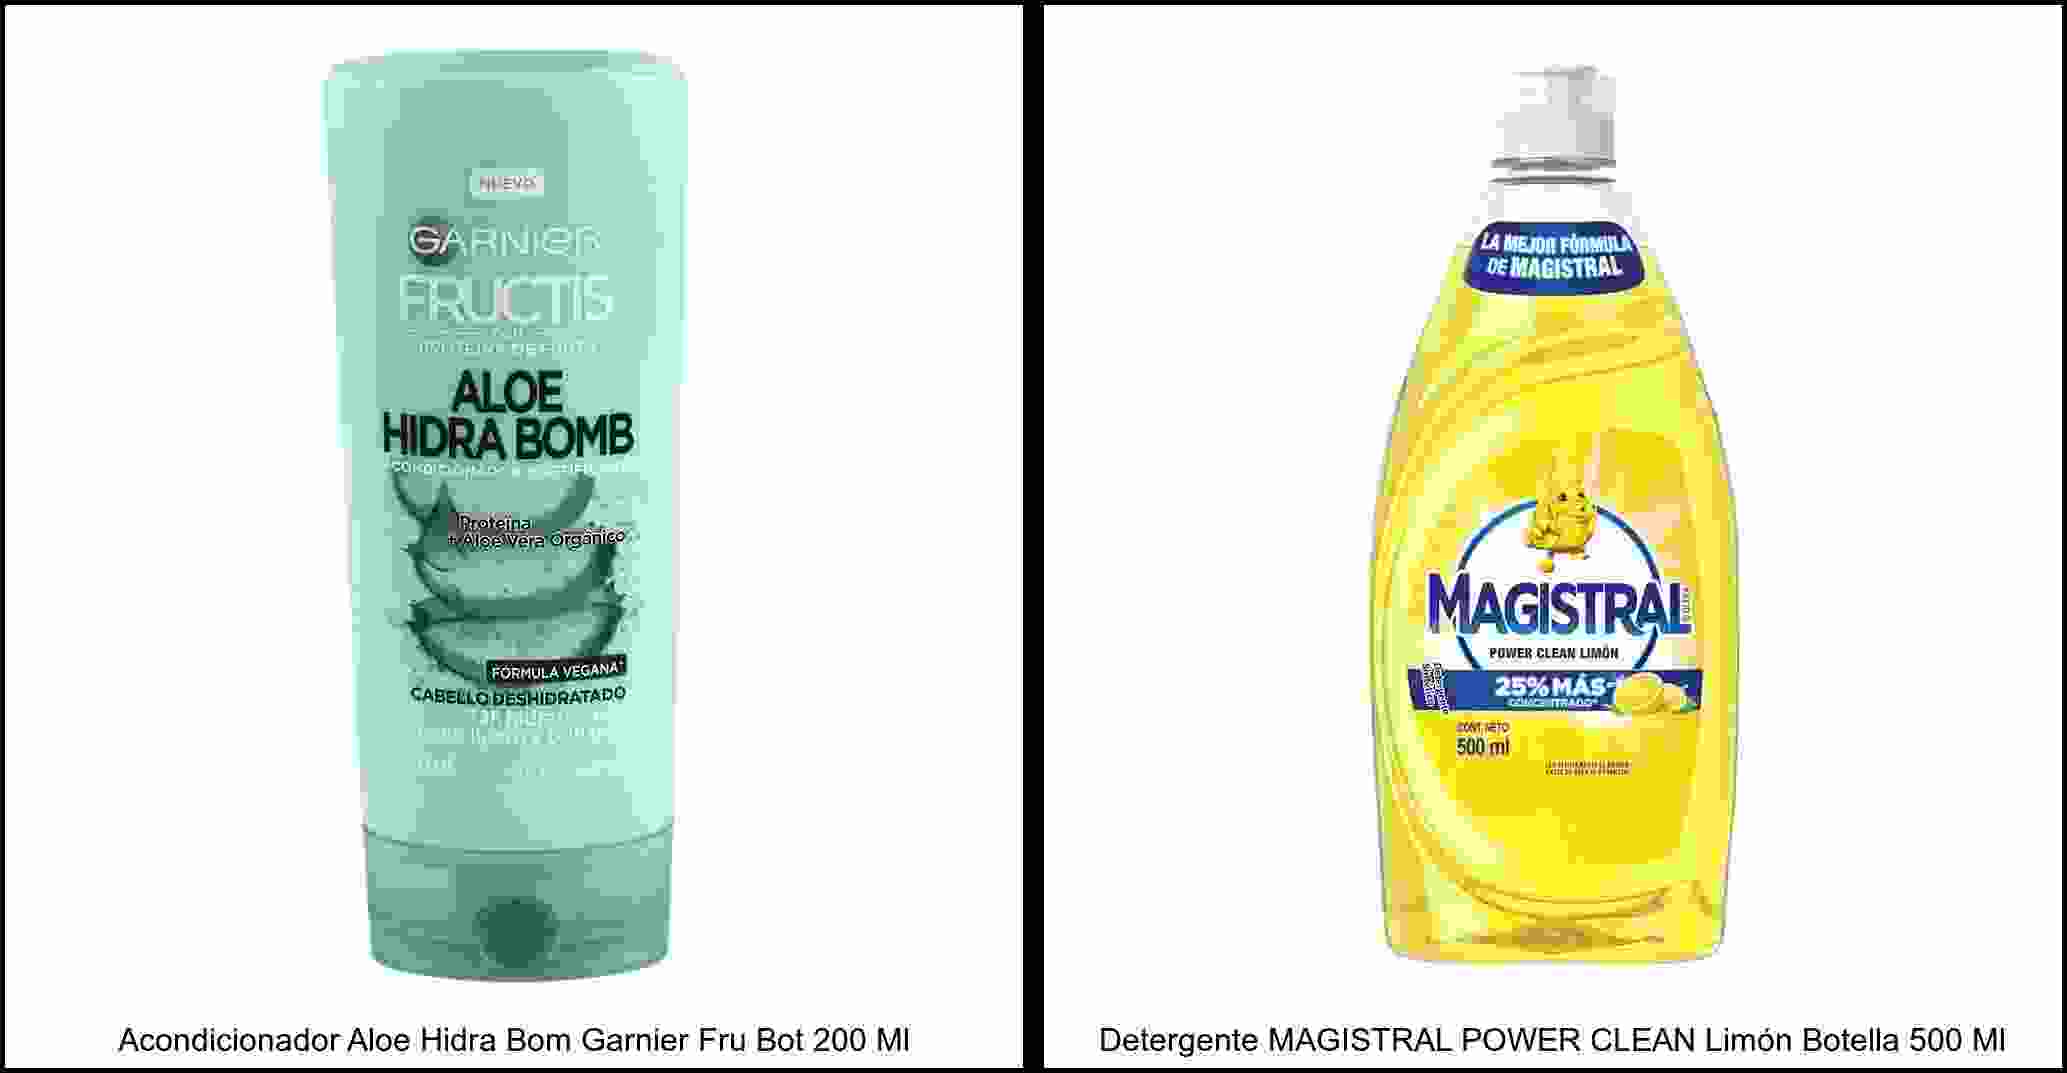 NUEVO
GARNIER
FRUCTIS
ALOE
HIDRA BOMB
Proteína
+ Aloe Vera Orgánico
FÓRMULA VEGANA*
CABELLO DESHIDRATADO
Acondicionador Aloe Hidra Bom Garnier Fru Bot 200 Ml
LA MEJOR FÓRMULA
DE MAGISTRAL
MAGISTRAL
POWER CLEAN LIMÓN
25% MÁS
CONCENTRADO*
CONT. NETO
500 ml
Detergente MAGISTRAL POWER CLEAN Limón Botella 500 Ml